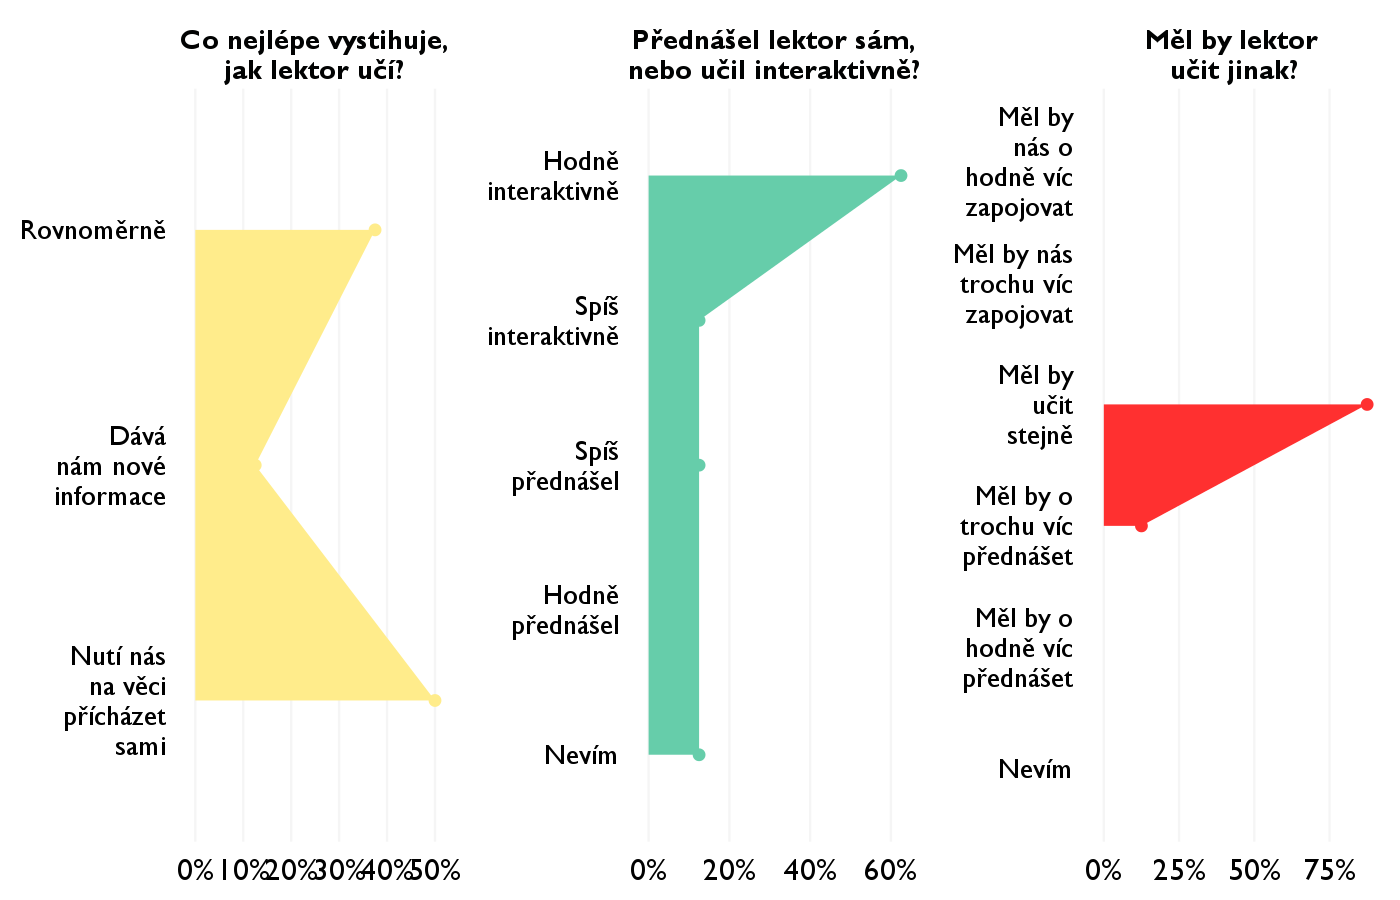 Co nejlépe vystihuje,
jak lektor učí?
Rovnoměrně
Dává
nám nové
informace
Nutí nás
na věci
přícházet
sami
0% 10% 20% 30% 40% 50%
Přednášel lektor sám,
nebo učil interaktivně?
Hodně
interaktivně
Spíš
interaktivně
Spíš
přednášel
Hodně
přednášel
Nevím
0% 20% 40% 60%
Měl by lektor
učit jinak?
Měl by
nás o
hodně víc
zapojovat
Měl by nás
trochu víc
zapojovat
Měl by
učit
stejně
Měl by o
trochu víc
přednášet
Měl by o
hodně víc
přednášet
Nevím
0% 25% 50% 75%